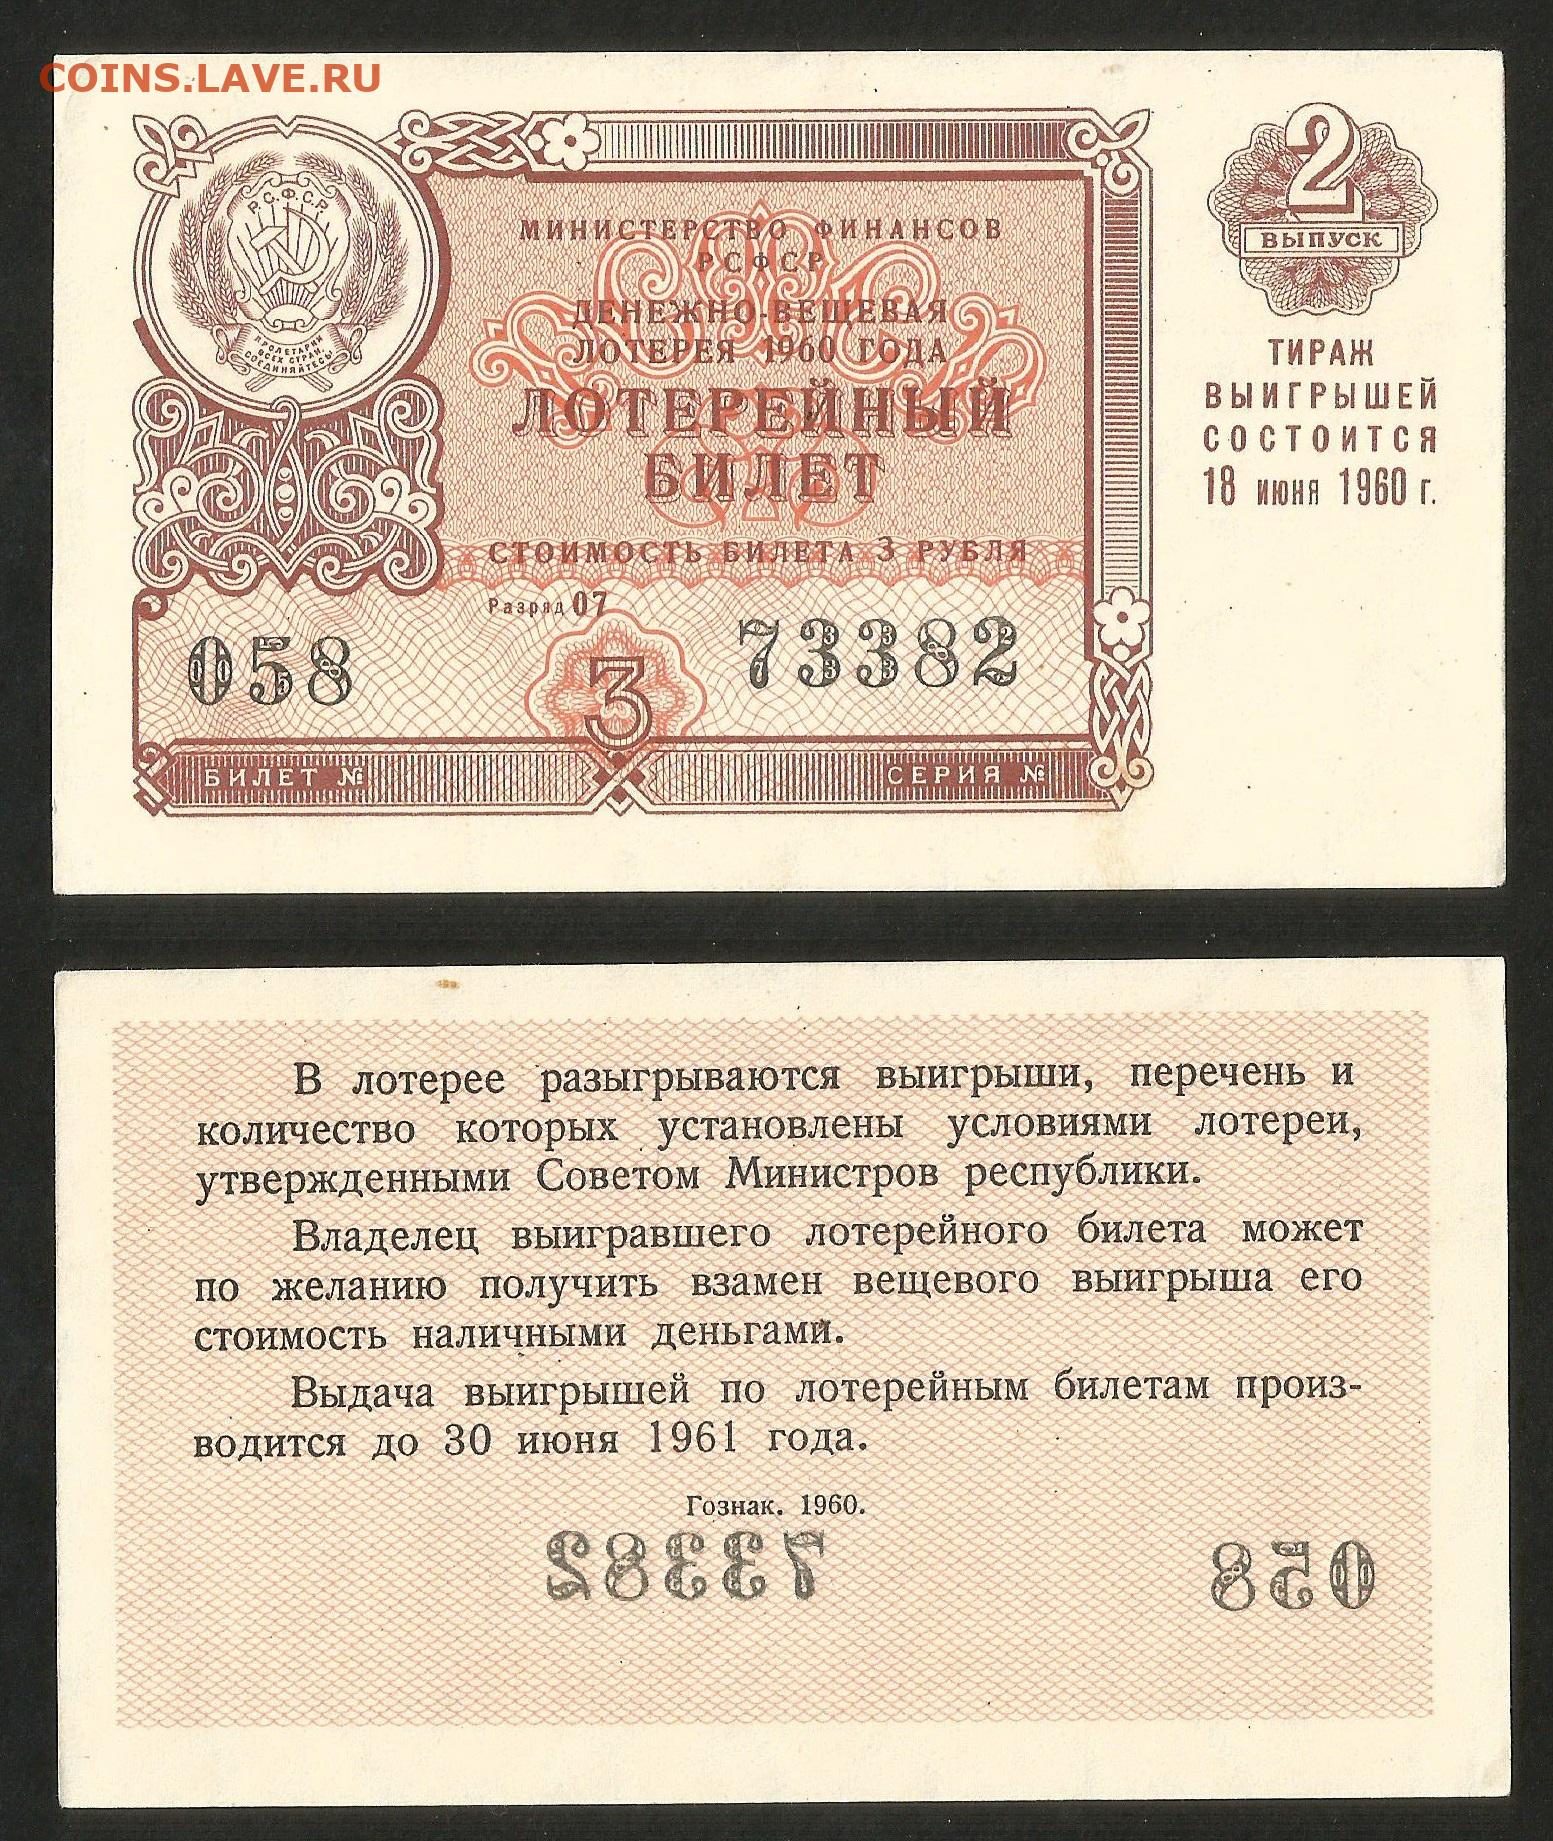 COINS.LAVE.RU
Р.С.Ф.С.Р.
ПРОЛЕТАРИИ
ВСЕХ СТРАН,
СОЕДИНЯЙТЕСЬ!
МИНИСТЕРСТВО ФИНАНСОВ
РСФСР
ДЕНЕЖНО-ВЕЩЕВАЯ
ЛОТЕРЕЯ 1960 ГОДА
ЛОТЕРЕЙНЫЙ
БИЛЕТ
СТОИМОСТЬ БИЛЕТА 3 РУБЛЯ
Разряд 07
058
73382
3
БИЛЕТ №
СЕРИЯ №
2
ВЫПУСК
ТИРАЖ
ВЫИГРЫШЕЙ
СОСТОИТСЯ
18 июня 1960 г.
В лотерее разыгрываются выигрыши, перечень и
количество которых установлены условиями лотереи,
утвержденными Советом Министров республики.
Владелец выигравшего лотерейного билета может
по желанию получить взамен вещевого выигрыша его
стоимость наличными деньгами.
Выдача выигрышей по лотерейным билетам произ-
водится до 30 июня 1961 года.
Гознак. 1960.
73382
058